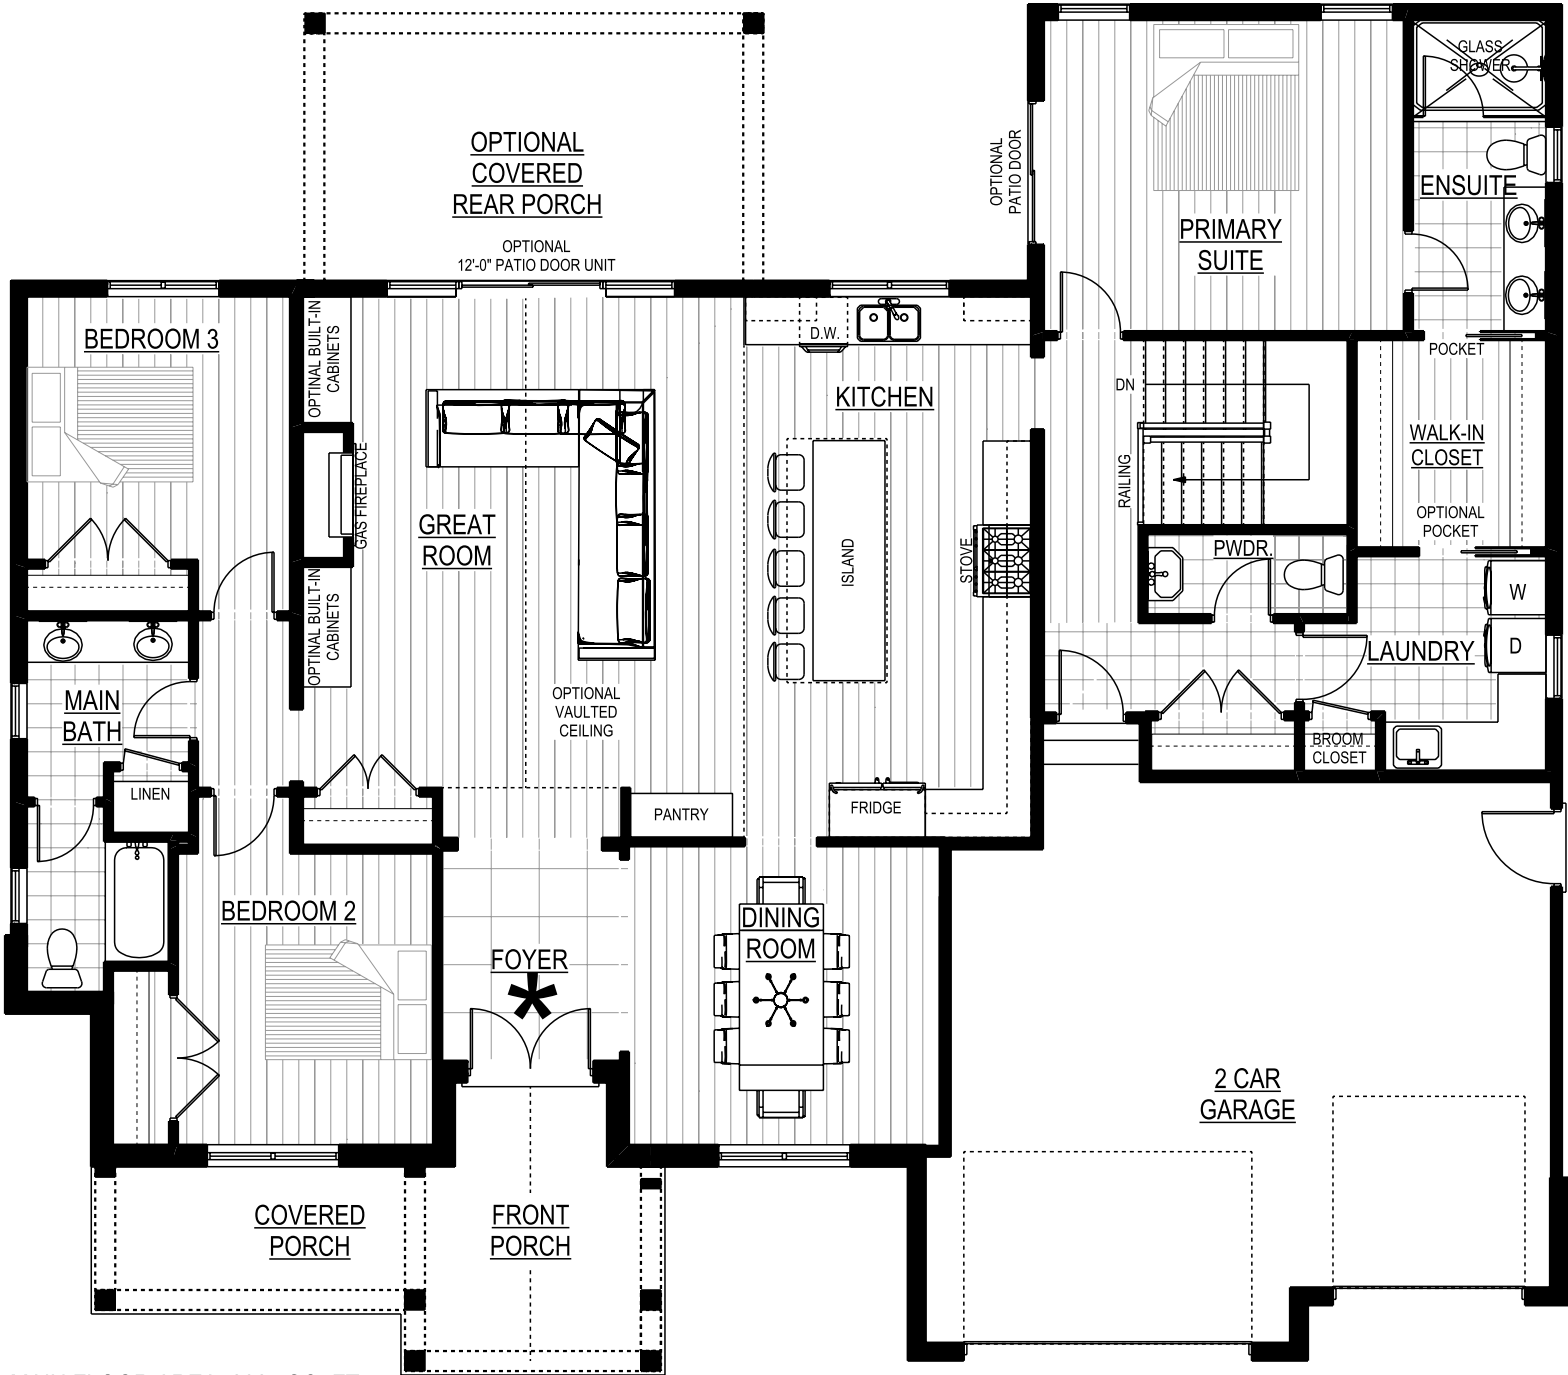 GLASS
SHOWER
OPTIONAL
COVERED
REAR PORCH
OPTIONAL
PATIO DOOR
ENSUITE
PRIMARY
SUITE
OPTIONAL
12'-0" PATIO DOOR UNIT
BEDROOM 3
OPTINAL BUILT-IN
CABINETS
D.W.
POCKET
KITCHEN
DN
WALK-IN
CLOSET
RAILING
GAS FIREPLACE
GREAT
ROOM
OPTIONAL
POCKET
ISLAND
STOVE
PWDR.
W
OPTINAL BUILT-IN
CABINETS
LAUNDRY
D
MAIN
BATH
OPTIONAL
VAULTED
CEILING
BROOM
CLOSET
LINEN
PANTRY
FRIDGE
BEDROOM 2
DINING
ROOM
FOYER
2 CAR
GARAGE
COVERED
PORCH
FRONT
PORCH